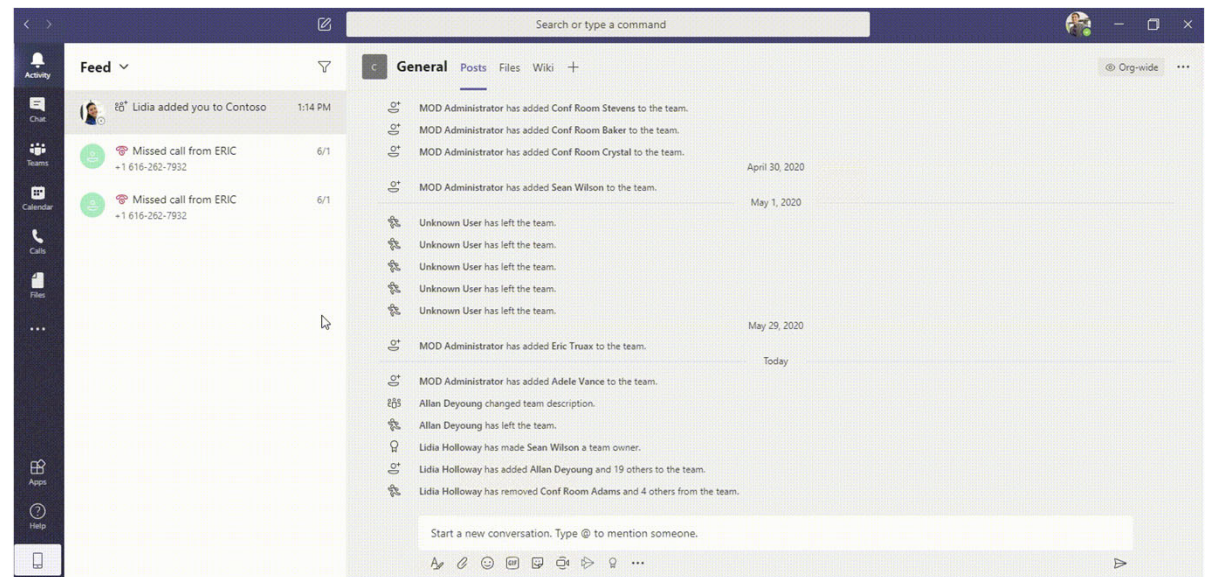 Search or type a command
Activity
Chat
Teams
Calendar
Calls
Files
Apps
Help
Feed
Lidia added you to Contoso 1:14 PM
Missed call from ERIC 6/1
+1 616-262-7932
Missed call from ERIC 6/1
+1 616-262-7932
C General Posts Files Wiki + Org-wide
MOD Administrator has added Conf Room Stevens to the team.
MOD Administrator has added Conf Room Baker to the team.
MOD Administrator has added Conf Room Crystal to the team.
April 30, 2020
MOD Administrator has added Sean Wilson to the team.
May 1, 2020
Unknown User has left the team.
Unknown User has left the team.
Unknown User has left the team.
Unknown User has left the team.
Unknown User has left the team.
May 29, 2020
MOD Administrator has added Eric Truax to the team.
Today
MOD Administrator has added Adele Vance to the team.
Allan Deyoung changed team description.
Allan Deyoung has left the team.
Lidia Holloway has made Sean Wilson a team owner.
Lidia Holloway has added Allan Deyoung and 19 others to the team.
Lidia Holloway has removed Conf Room Adams and 4 others from the team.
Start a new conversation. Type @ to mention someone.
GIF